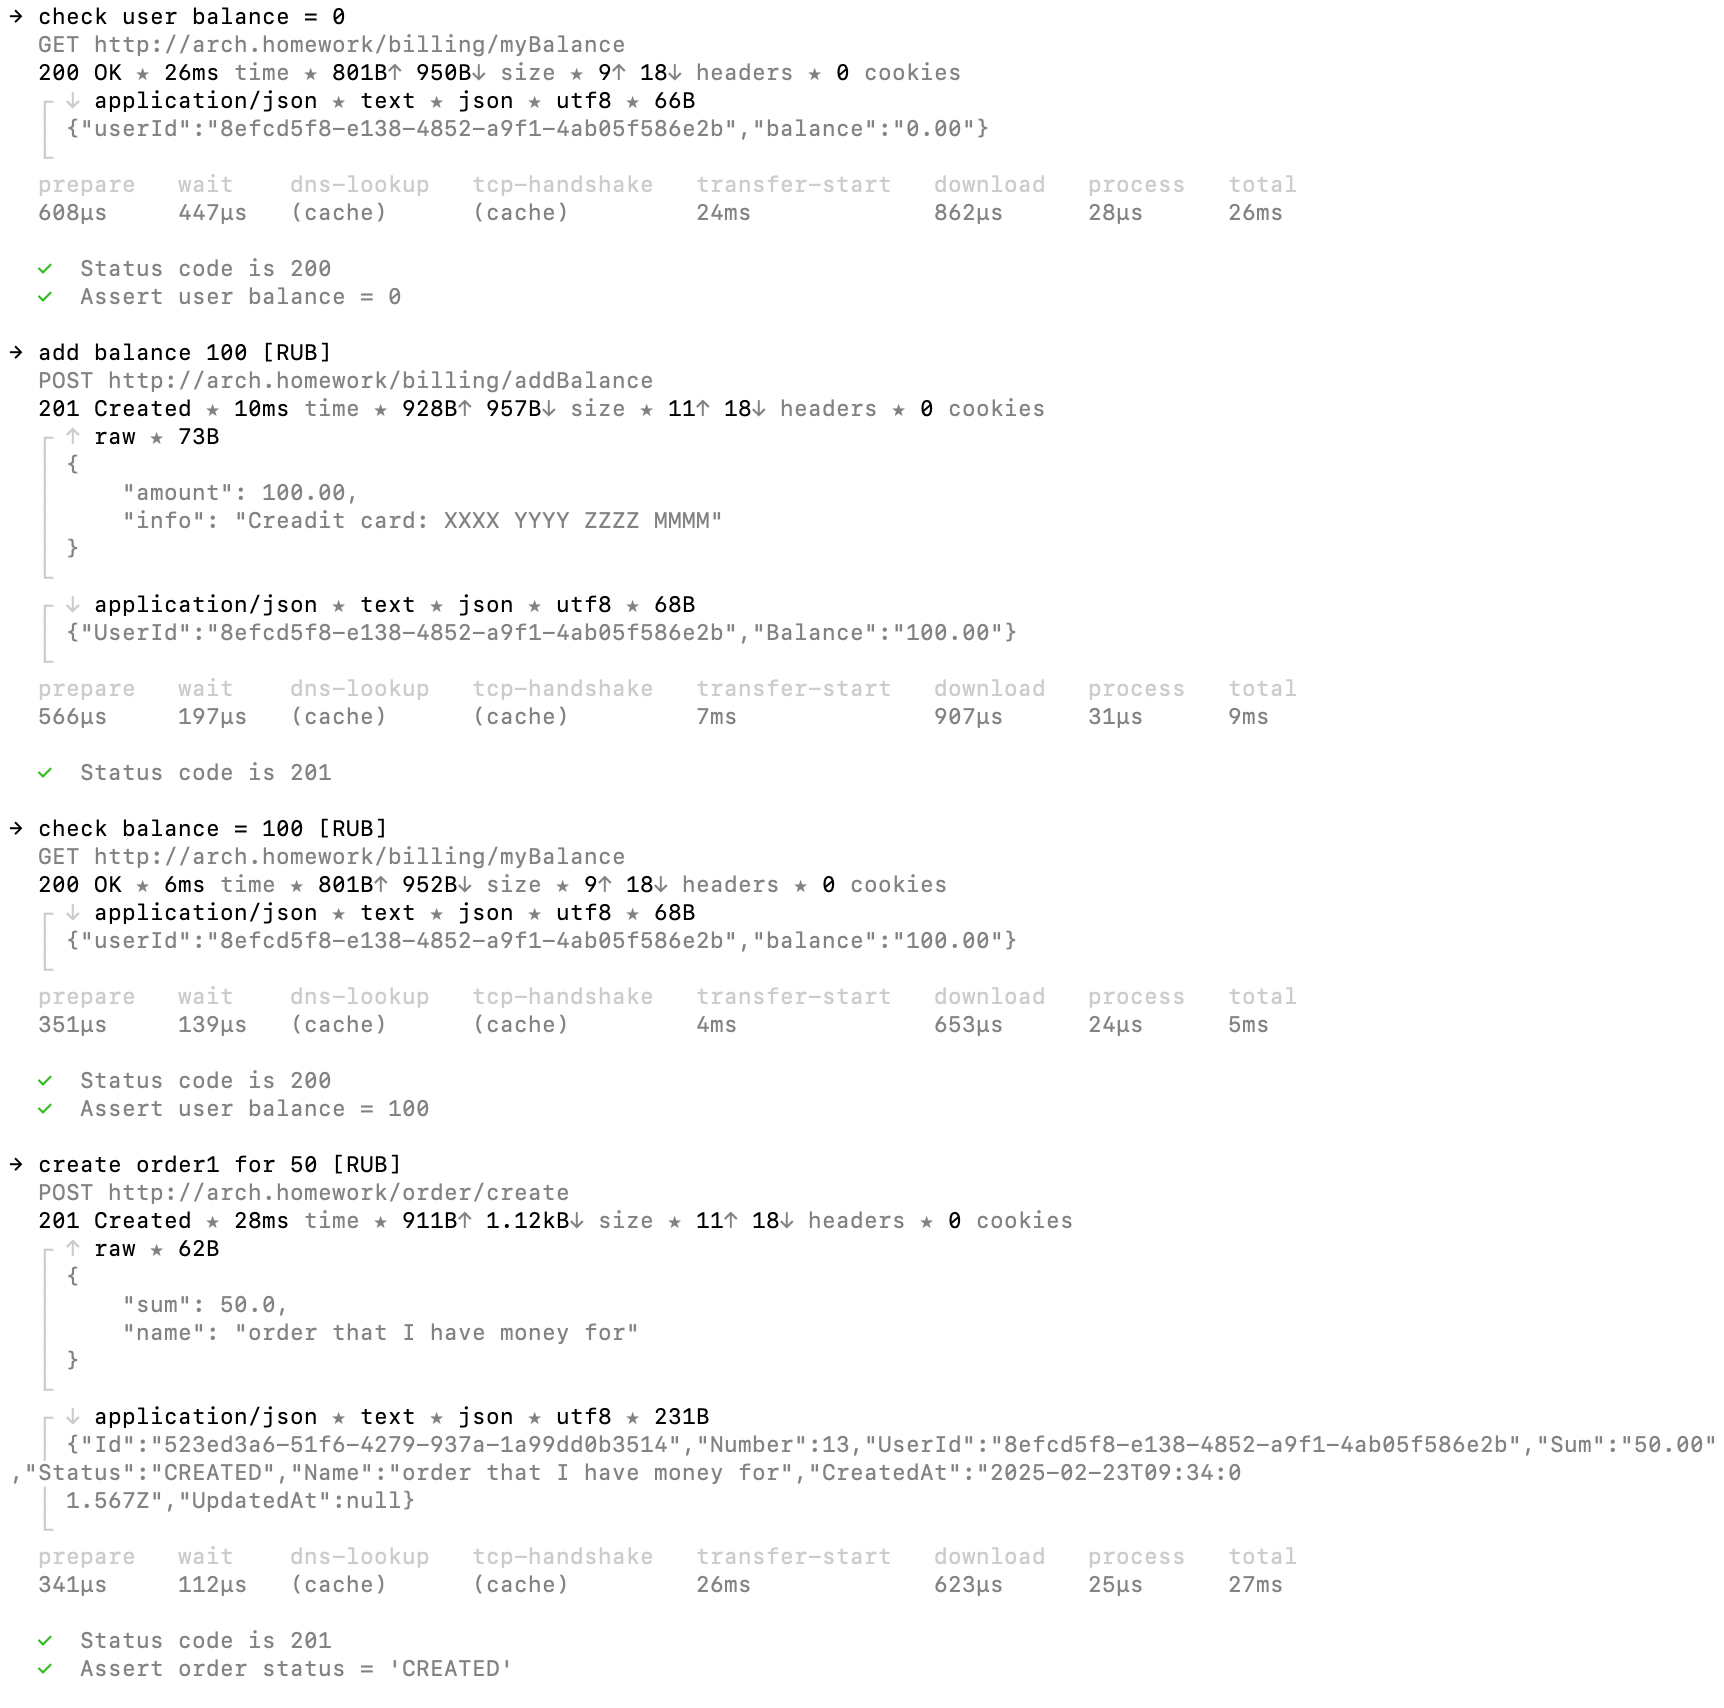 → check user balance = 0
GET http://arch.homework/billing/myBalance
200 OK ★ 26ms time ★ 801B↑ 950B↓ size ★ 9↑ 18↓ headers ★ 0 cookies
┌ ↓ application/json ★ text ★ json ★ utf8 ★ 66B
│ {"userId":"8efcd5f8-e138-4852-a9f1-4ab05f586e2b","balance":"0.00"}
└
prepare wait dns-lookup tcp-handshake transfer-start download process total
608µs 447µs (cache) (cache) 24ms 862µs 28µs 26ms
✓ Status code is 200
✓ Assert user balance = 0
→ add balance 100 [RUB]
POST http://arch.homework/billing/addBalance
201 Created ★ 10ms time ★ 928B↑ 957B↓ size ★ 11↑ 18↓ headers ★ 0 cookies
┌ ↑ raw ★ 73B
│ {
│ "amount": 100.00,
│ "info": "Creadit card: XXXX YYYY ZZZZ MMMM"
│ }
└
┌ ↓ application/json ★ text ★ json ★ utf8 ★ 68B
│ {"UserId":"8efcd5f8-e138-4852-a9f1-4ab05f586e2b","Balance":"100.00"}
└
prepare wait dns-lookup tcp-handshake transfer-start download process total
566µs 197µs (cache) (cache) 7ms 907µs 31µs 9ms
✓ Status code is 201
→ check balance = 100 [RUB]
GET http://arch.homework/billing/myBalance
200 OK ★ 6ms time ★ 801B↑ 952B↓ size ★ 9↑ 18↓ headers ★ 0 cookies
┌ ↓ application/json ★ text ★ json ★ utf8 ★ 68B
│ {"userId":"8efcd5f8-e138-4852-a9f1-4ab05f586e2b","balance":"100.00"}
└
prepare wait dns-lookup tcp-handshake transfer-start download process total
351µs 139µs (cache) (cache) 4ms 653µs 24µs 5ms
✓ Status code is 200
✓ Assert user balance = 100
→ create order1 for 50 [RUB]
POST http://arch.homework/order/create
201 Created ★ 28ms time ★ 911B↑ 1.12kB↓ size ★ 11↑ 18↓ headers ★ 0 cookies
┌ ↑ raw ★ 62B
│ {
│ "sum": 50.0,
│ "name": "order that I have money for"
│ }
└
┌ ↓ application/json ★ text ★ json ★ utf8 ★ 231B
│ {"Id":"523ed3a6-51f6-4279-937a-1a99dd0b3514","Number":13,"UserId":"8efcd5f8-e138-4852-a9f1-4ab05f586e2b","Sum":"50.00"
,"Status":"CREATED","Name":"order that I have money for","CreatedAt":"2025-02-23T09:34:0
│ 1.567Z","UpdatedAt":null}
└
prepare wait dns-lookup tcp-handshake transfer-start download process total
341µs 112µs (cache) (cache) 26ms 623µs 25µs 27ms
✓ Status code is 201
✓ Assert order status = 'CREATED'